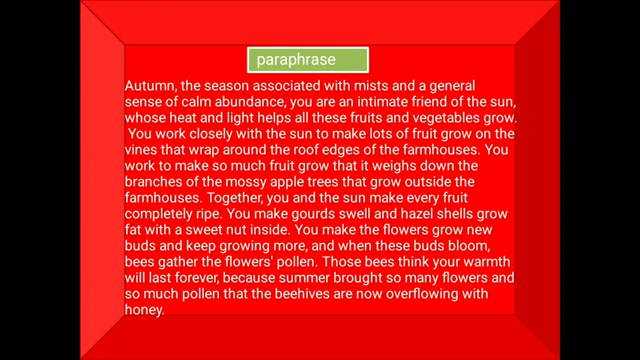 paraphrase
Autumn, the season associated with mists and a general
sense of calm abundance, you are an intimate friend of the sun,
whose heat and light helps all these fruits and vegetables grow.
You work closely with the sun to make lots of fruit grow on the
vines that wrap around the roof edges of the farmhouses. You
work to make so much fruit grow that it weighs down the
branches of the mossy apple trees that grow outside the
farmhouses. Together, you and the sun make every fruit
completely ripe. You make gourds swell and hazel shells grow
fat with a sweet nut inside. You make the flowers grow new
buds and keep growing more, and when these buds bloom,
bees gather the flowers' pollen. Those bees think your warmth
will last forever, because summer brought so many flowers and
so much pollen that the beehives are now overflowing with
honey.